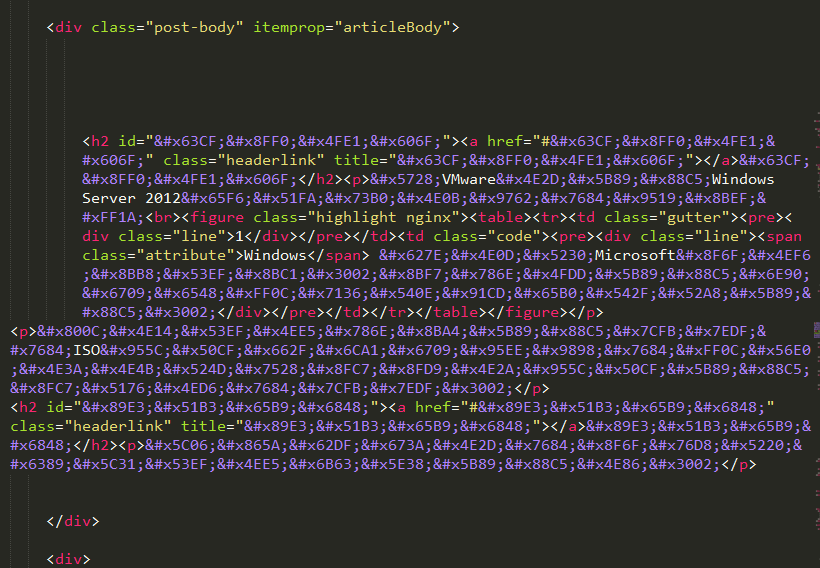 <div class="post-body" itemprop="articleBody">
<h2 id="&#x63CF;&#x8FF0;&#x4FE1;&#x606F;"><a href="#&#x63CF;&#x8FF0;&#x4FE1;&
#x606F;" class="headerlink" title="&#x63CF;&#x8FF0;&#x4FE1;&#x606F;"></a>&#x63CF;
&#x8FF0;&#x4FE1;&#x606F;</h2><p>&#x5728;VMware&#x4E2D;&#x5B89;&#x88C5;Windows
Server 2012&#x65F6;&#x51FA;&#x73B0;&#x4E0B;&#x9762;&#x7684;&#x9519;&#x8BEF;&
#xFF1A;<br><figure class="highlight nginx"><table><tr><td class="gutter"><pre><
div class="line">1</div></pre></td><td class="code"><pre><div class="line"><span
class="attribute">Windows</span> &#x627E;&#x4E0D;&#x5230;Microsoft&#x8F6F;&#x4EF6
;&#x8BB8;&#x53EF;&#x8BC1;&#x3002;&#x8BF7;&#x786E;&#x4FDD;&#x5B89;&#x88C5;&#x6E90;
&#x6709;&#x6548;&#xFF0C;&#x7136;&#x540E;&#x91CD;&#x65B0;&#x542F;&#x52A8;&#x5B89;&
#x88C5;&#x3002;</div></pre></td></tr></table></figure></p>
<p>&#x800C;&#x4E14;&#x53EF;&#x4EE5;&#x786E;&#x8BA4;&#x5B89;&#x88C5;&#x7CFB;&#x7EDF;&
#x7684;ISO&#x955C;&#x50CF;&#x662F;&#x6CA1;&#x6709;&#x95EE;&#x9898;&#x7684;&#xFF0C;&#x56E0
;&#x4E3A;&#x4E4B;&#x524D;&#x7528;&#x8FC7;&#x8FD9;&#x4E2A;&#x955C;&#x50CF;&#x5B89;&#x88C5;
&#x8FC7;&#x5176;&#x4ED6;&#x7684;&#x7CFB;&#x7EDF;&#x3002;</p>
<h2 id="&#x89E3;&#x51B3;&#x65B9;&#x6848;"><a href="#&#x89E3;&#x51B3;&#x65B9;&#x6848;"
class="headerlink" title="&#x89E3;&#x51B3;&#x65B9;&#x6848;"></a>&#x89E3;&#x51B3;&#x65B9;&
#x6848;</h2><p>&#x5C06;&#x865A;&#x62DF;&#x673A;&#x4E2D;&#x7684;&#x8F6F;&#x76D8;&#x5220;&
#x6389;&#x5C31;&#x53EF;&#x4EE5;&#x6B63;&#x5E38;&#x5B89;&#x88C5;&#x4E86;&#x3002;</p>
</div>
<div>